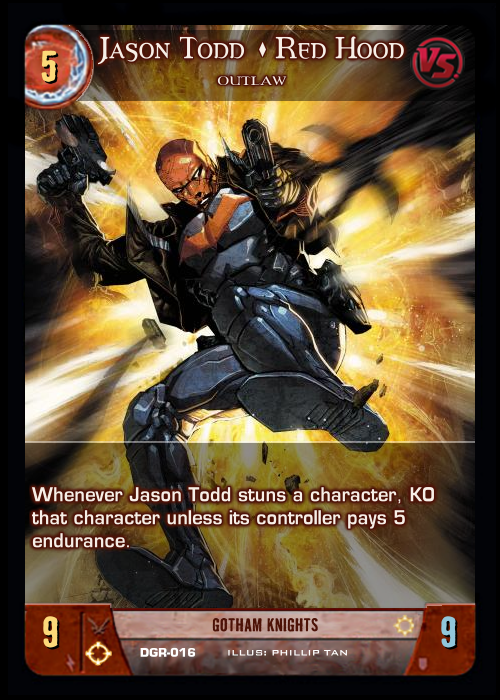 5
Jason Todd ♦ Red Hood
VS.
OUTLAW
Whenever Jason Todd stuns a character, KO
that character unless its controller pays 5
endurance.
9
GOTHAM KNIGHTS
9
DGR-016 ILLUS: PHILLIP TAN